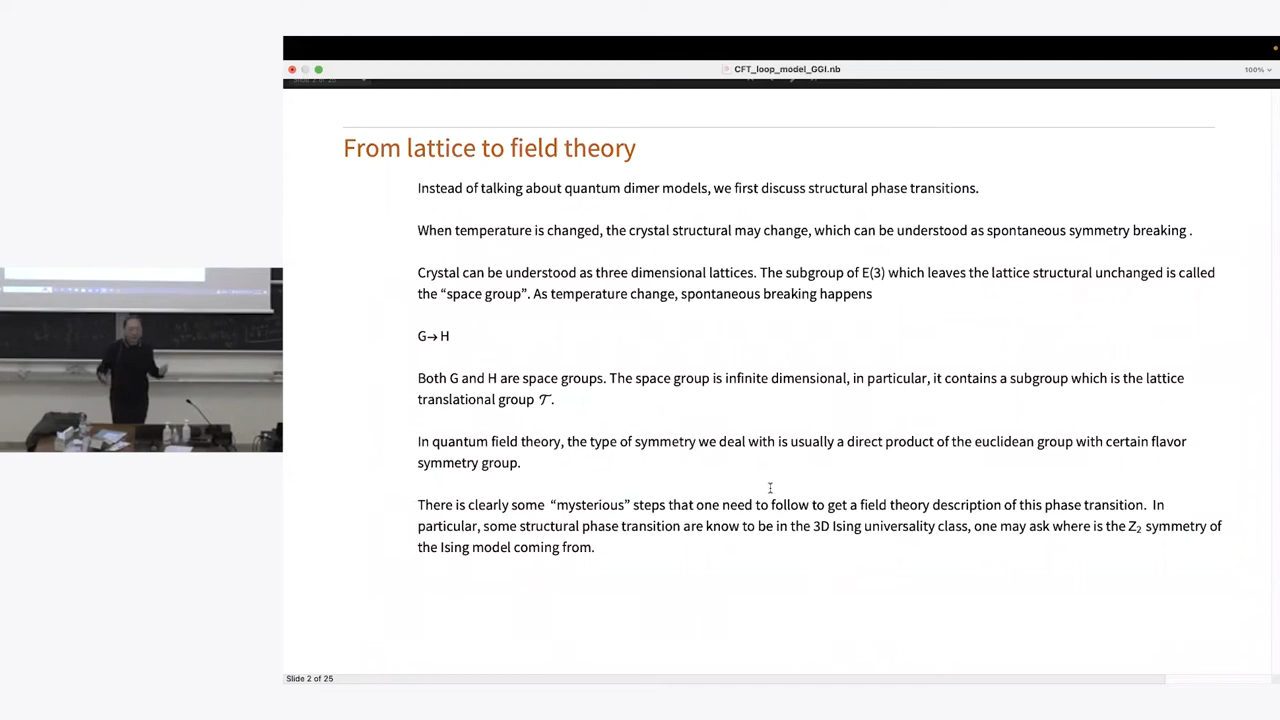 CFT_loop_model_GGI.nb
100%
From lattice to field theory
Instead of talking about quantum dimer models, we first discuss structural phase transitions.
When temperature is changed, the crystal structural may change, which can be understood as spontaneous symmetry breaking .
Crystal can be understood as three dimensional lattices. The subgroup of E(3) which leaves the lattice structural unchanged is called
the “space group”. As temperature change, spontaneous breaking happens
G→ H
Both G and H are space groups. The space group is infinite dimensional, in particular, it contains a subgroup which is the lattice
translational group 𝒯.
In quantum field theory, the type of symmetry we deal with is usually a direct product of the euclidean group with certain flavor
symmetry group.
There is clearly some “mysterious” steps that one need to follow to get a field theory description of this phase transition. In
particular, some structural phase transition are know to be in the 3D Ising universality class, one may ask where is the Z₂ symmetry of
the Ising model coming from.
Slide 2 of 25